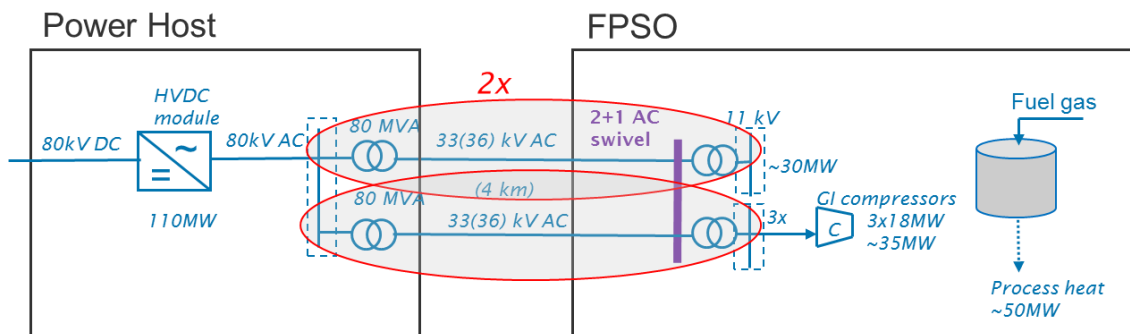 Power Host
FPSO
2x
HVDC
module
80kV DC
80kV AC
~
=
110MW
80 MVA
33(36) kV AC
(4 km)
80 MVA
33(36) kV AC
2+1 AC
swivel
11 kV
~30MW
3x
C
GI compressors
3x18MW
~35MW
Fuel gas
Process heat
~50MW